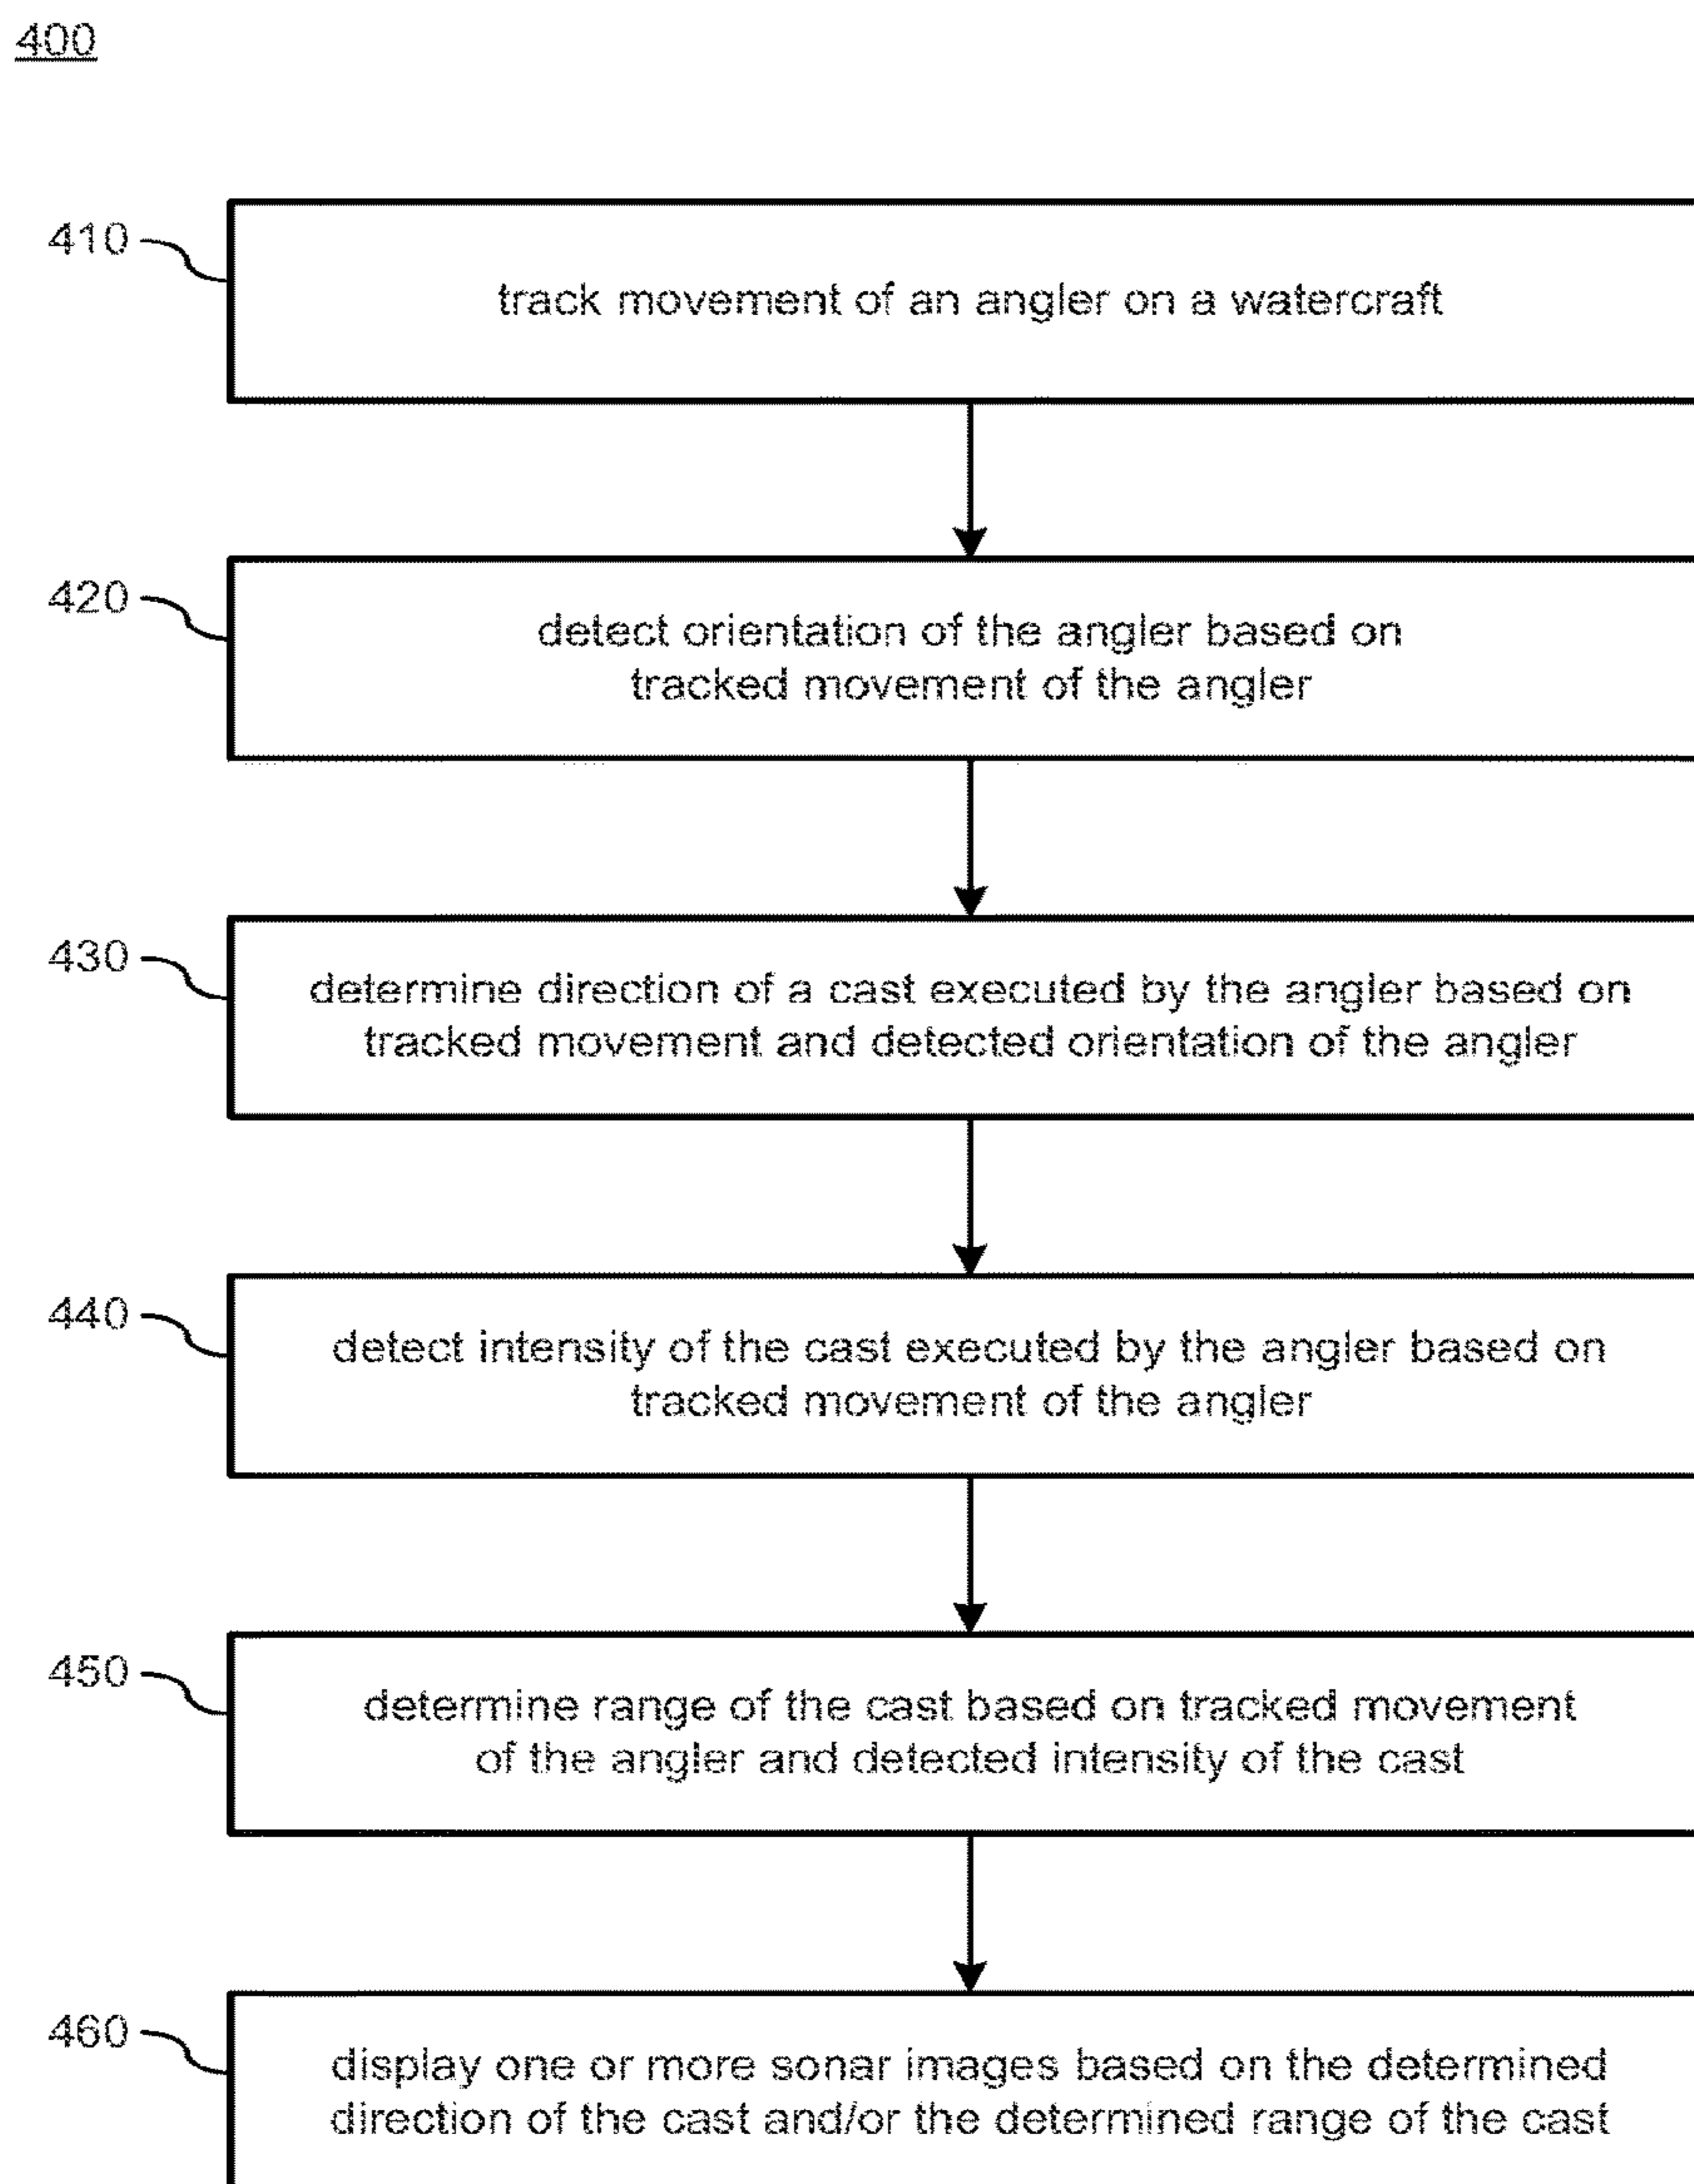 400
410
track movement of an angler on a watercraft
420
detect orientation of the angler based on
tracked movement of the angler
430
determine direction of a cast executed by the angler based on
tracked movement and detected orientation of the angler
440
detect intensity of the cast executed by the angler based on
tracked movement of the angler
450
determine range of the cast based on tracked movement
of the angler and detected intensity of the cast
460
display one or more sonar images based on the determined
direction of the cast and/or the determined range of the cast